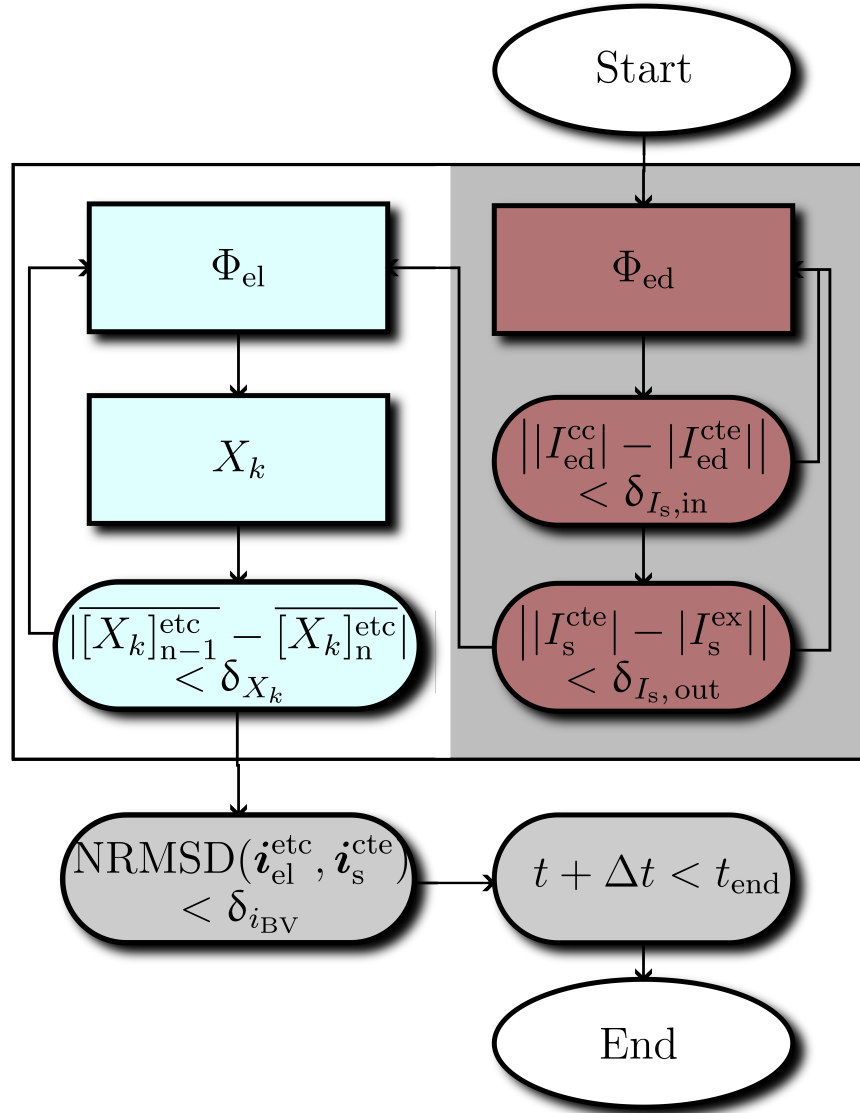 Start
Φ_el
Φ_ed
X_k
||I_ed^cc| − |I_ed^cte||
< δ_{I_s,in}
|\overline{[X_k]_{n−1}^{etc}} − \overline{[X_k]_n^{etc}}|
< δ_{X_k}
||I_s^cte| − |I_s^ex||
< δ_{I_s, out}
NRMSD(i_el^etc, i_s^cte)
< δ_{i_BV}
t + Δt < t_end
End